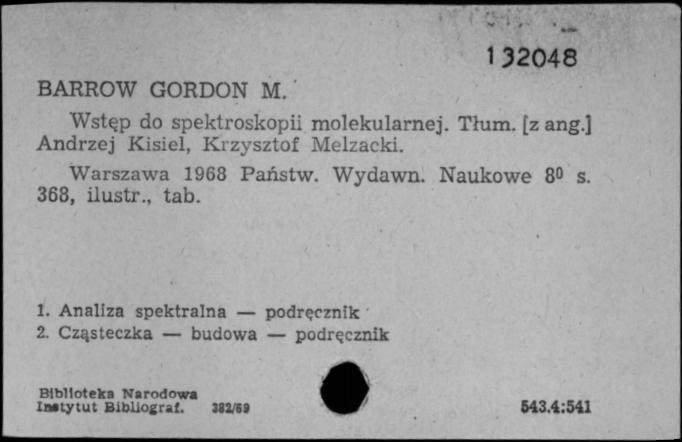 132048
BARROW GORDON M.
Wstęp do spektroskopii molekularnej. Tłum. [z ang.]
Andrzej Kisiel, Krzysztof Melzacki.
Warszawa 1968 Państw. Wydawn. Naukowe 8⁰ s.
368, ilustr., tab.
1. Analiza spektralna — podręcznik
2. Cząsteczka — budowa — podręcznik
Biblioteka Narodowa
Instytut Bibliograf. 382/69
543.4:541